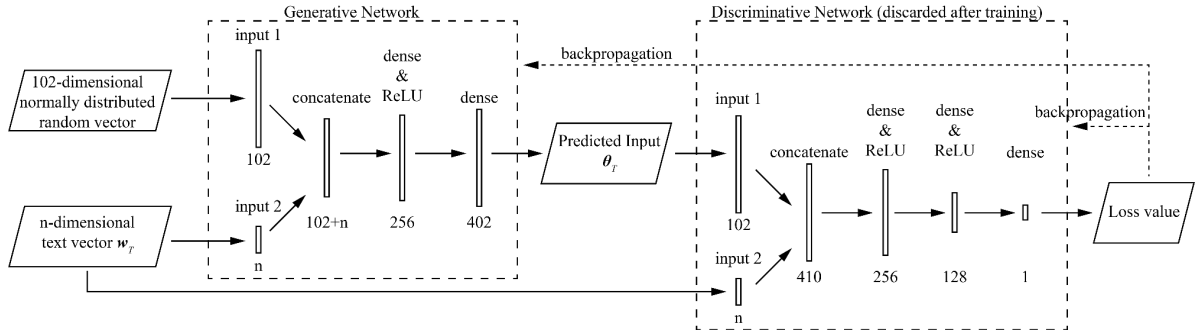 Generative Network
Discriminative Network (discarded after training)
input 1
dense
&
ReLU
concatenate
dense
102-dimensional
normally distributed
random vector
102
input 2
n-dimensional
text vector w_T
n
102+n
256
402
Predicted Input
θ_T
backpropagation
backpropagation
input 1
dense
&
ReLU
dense
&
ReLU
concatenate
dense
102
input 2
n
410
256
128
1
Loss value